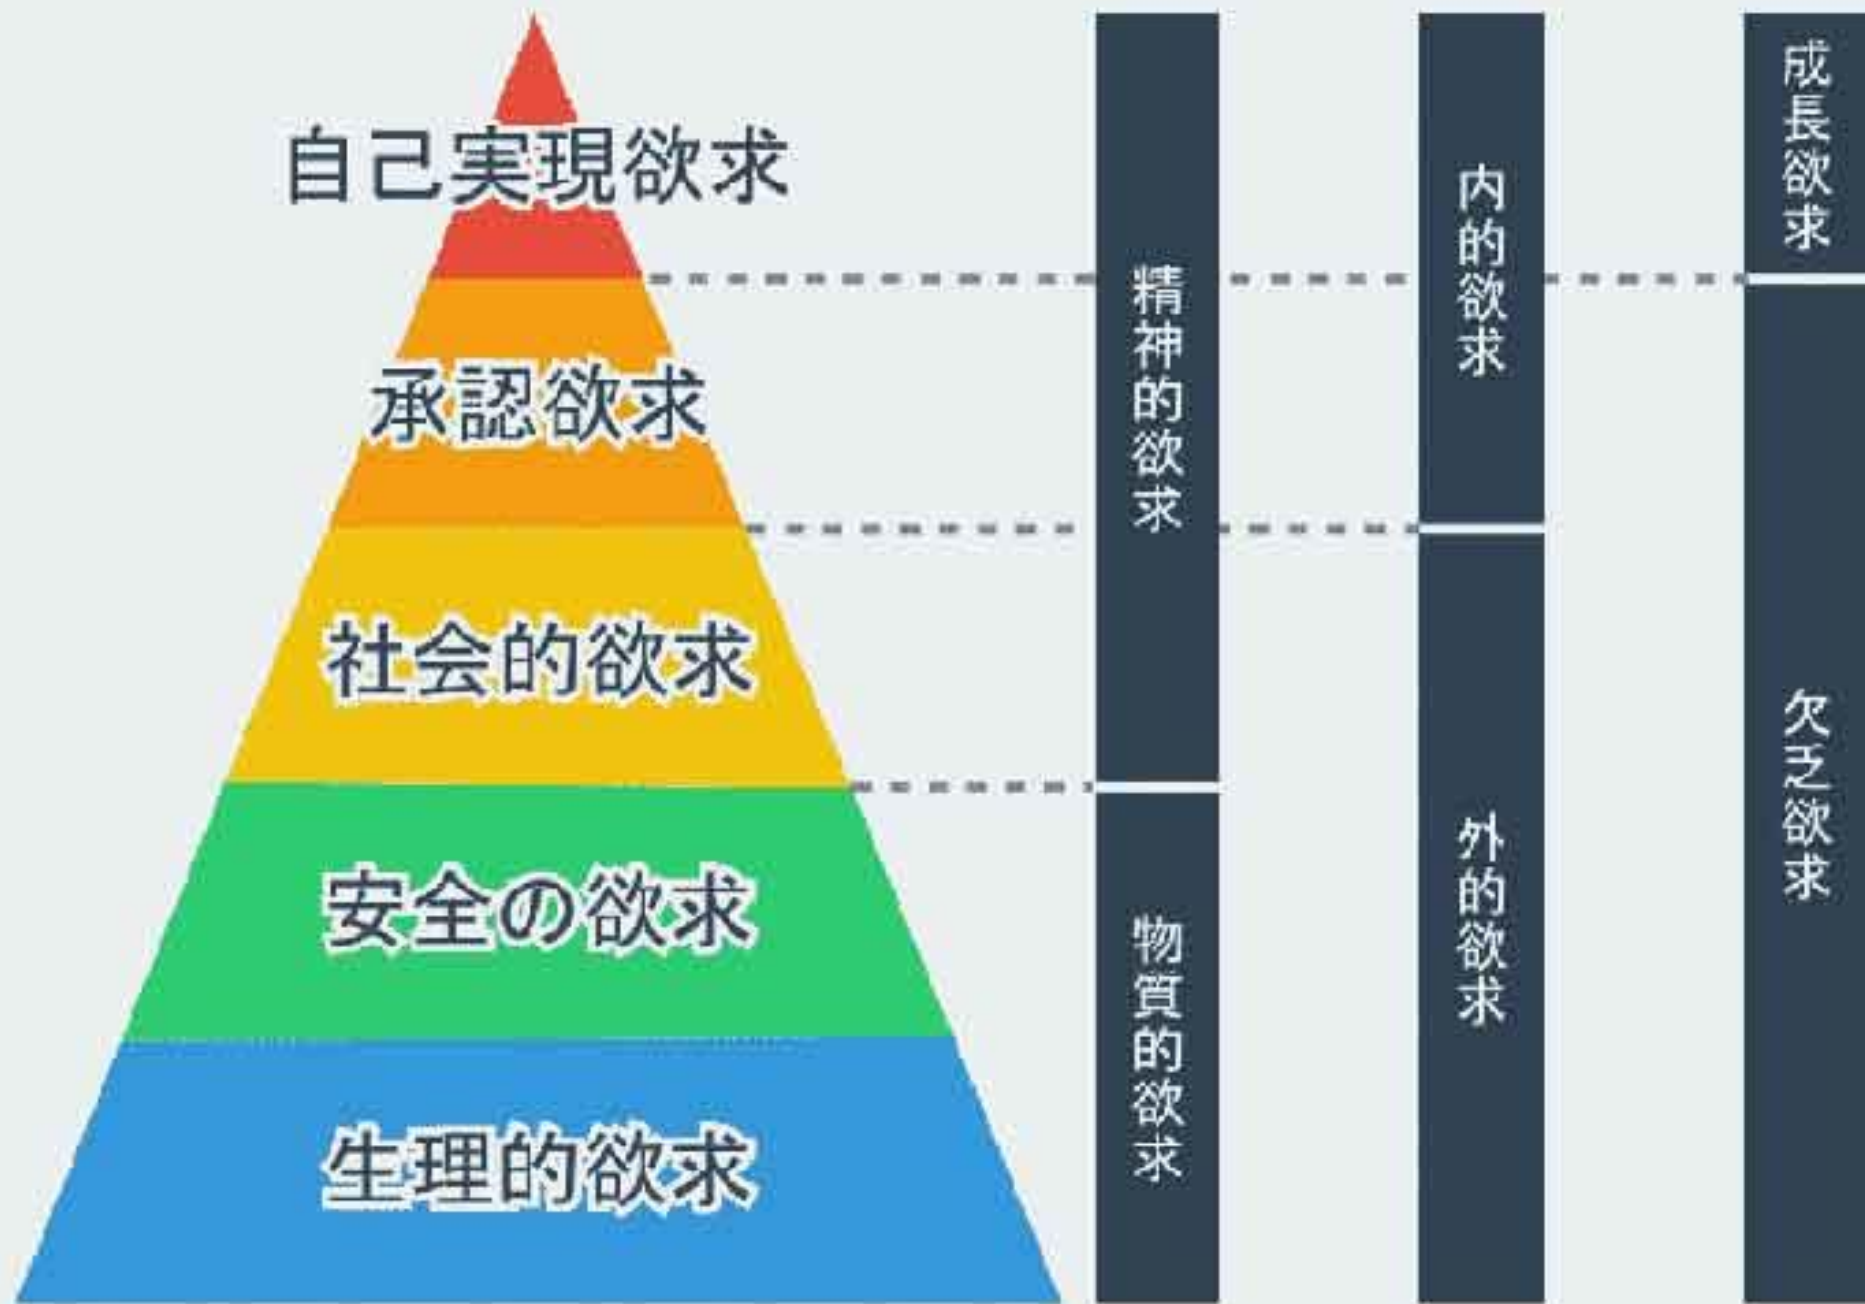 自己実現欲求
承認欲求
社会的欲求
安全の欲求
生理的欲求
精神的欲求
物質的欲求
内的欲求
外的欲求
成長欲求
欠乏欲求